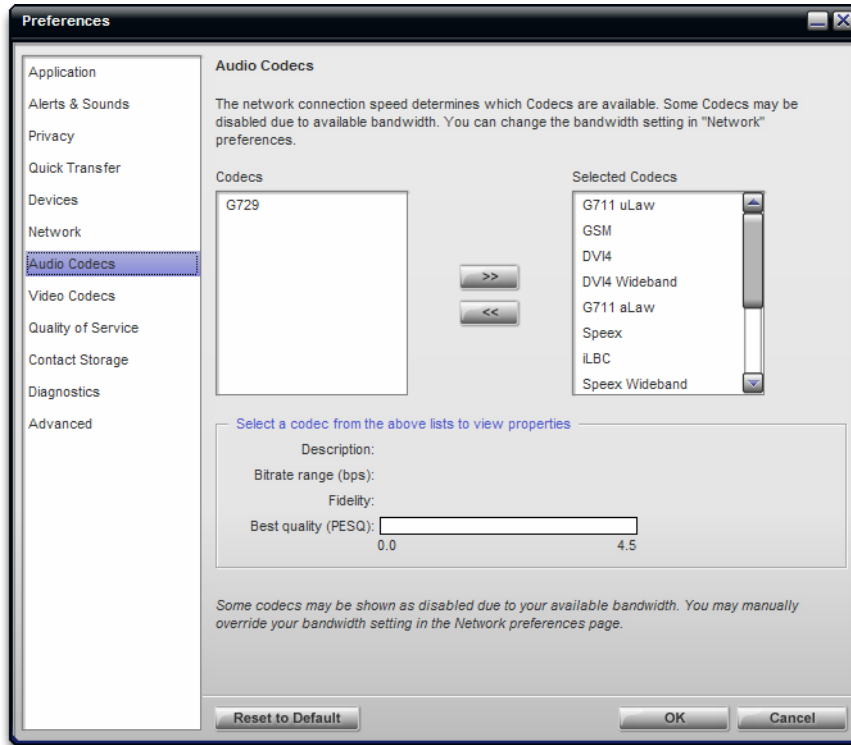 Preferences
Application
Alerts & Sounds
Privacy
Quick Transfer
Devices
Network
Audio Codecs
Video Codecs
Quality of Service
Contact Storage
Diagnostics
Advanced
Audio Codecs
The network connection speed determines which Codecs are available. Some Codecs may be
disabled due to available bandwidth. You can change the bandwidth setting in "Network"
preferences.
Codecs
G729
>>
<<
Selected Codecs
G711 uLaw
GSM
DVI4
DVI4 Wideband
G711 aLaw
Speex
iLBC
Speex Wideband
Select a codec from the above lists to view properties
Description:
Bitrate range (bps):
Fidelity:
Best quality (PESQ):
0.0 4.5
Some codecs may be shown as disabled due to your available bandwidth. You may manually
override your bandwidth setting in the Network preferences page.
Reset to Default OK Cancel